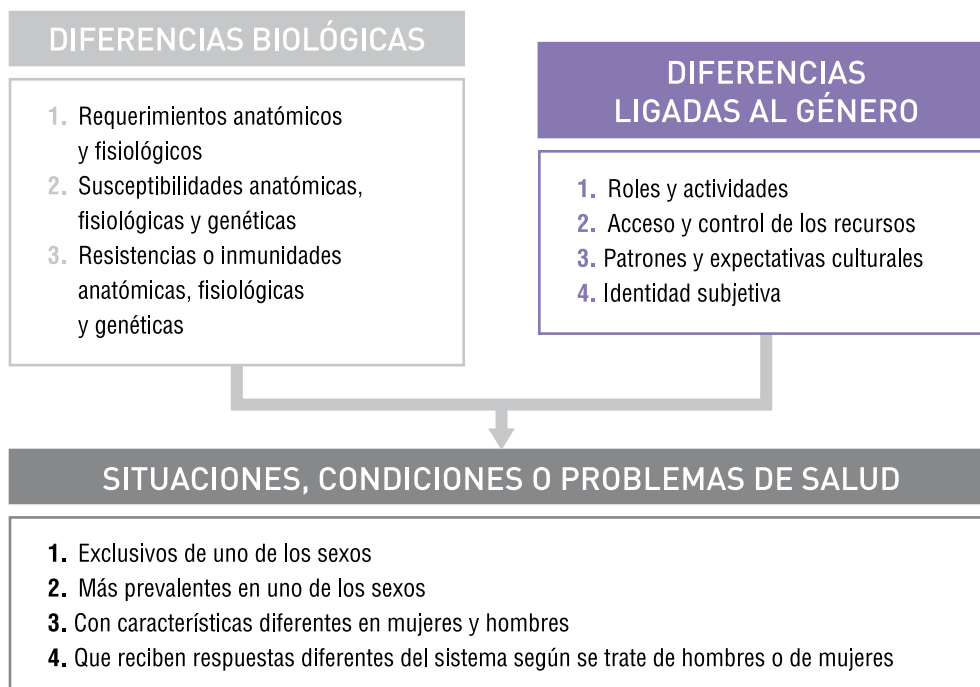 DIFERENCIAS BIOLÓGICAS
1. Requerimientos anatómicos
y fisiológicos
2. Susceptibilidades anatómicas,
fisiológicas y genéticas
3. Resistencias o inmunidades
anatómicas, fisiológicas
y genéticas
DIFERENCIAS
LIGADAS AL GÉNERO
1. Roles y actividades
2. Acceso y control de los recursos
3. Patrones y expectativas culturales
4. Identidad subjetiva
SITUACIONES, CONDICIONES O PROBLEMAS DE SALUD
1. Exclusivos de uno de los sexos
2. Más prevalentes en uno de los sexos
3. Con características diferentes en mujeres y hombres
4. Que reciben respuestas diferentes del sistema según se trate de hombres o de mujeres